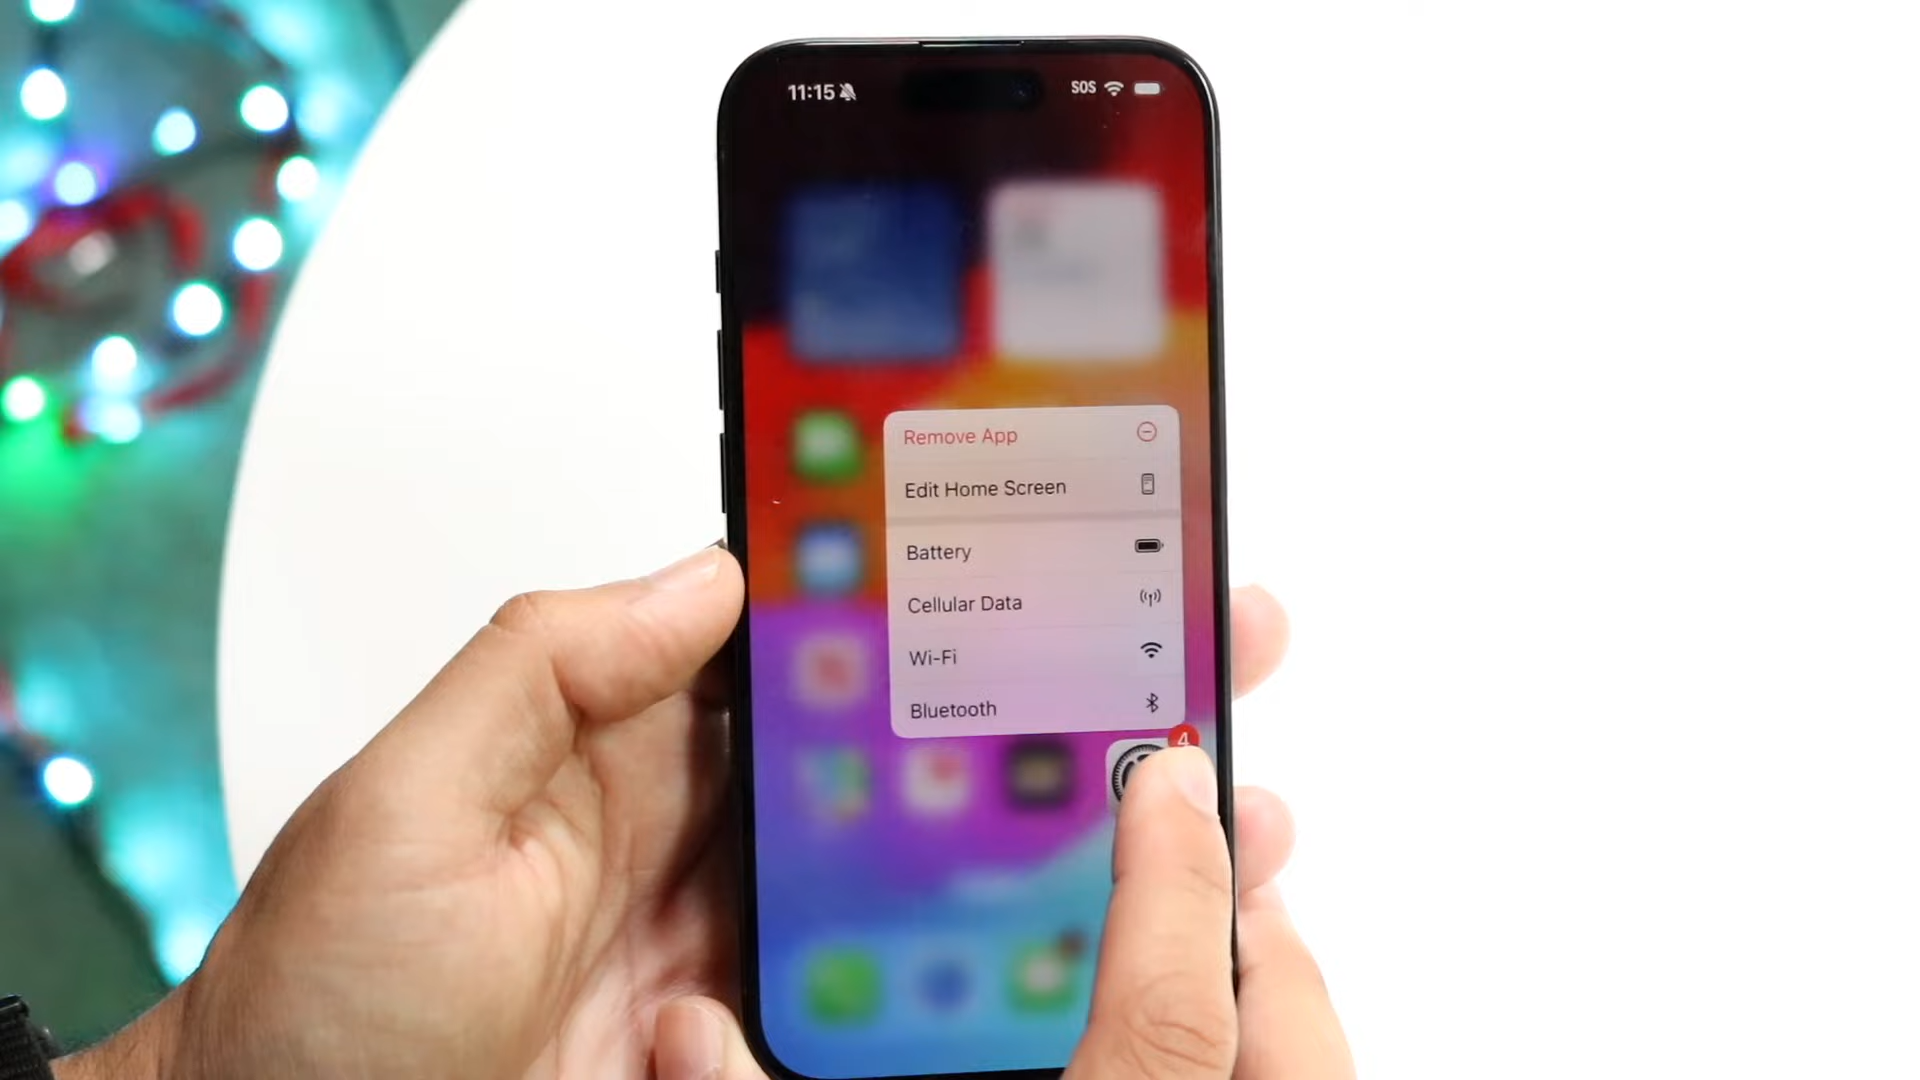 11:15 SOS
Remove App
Edit Home Screen
Battery
Cellular Data
Wi-Fi
Bluetooth
4